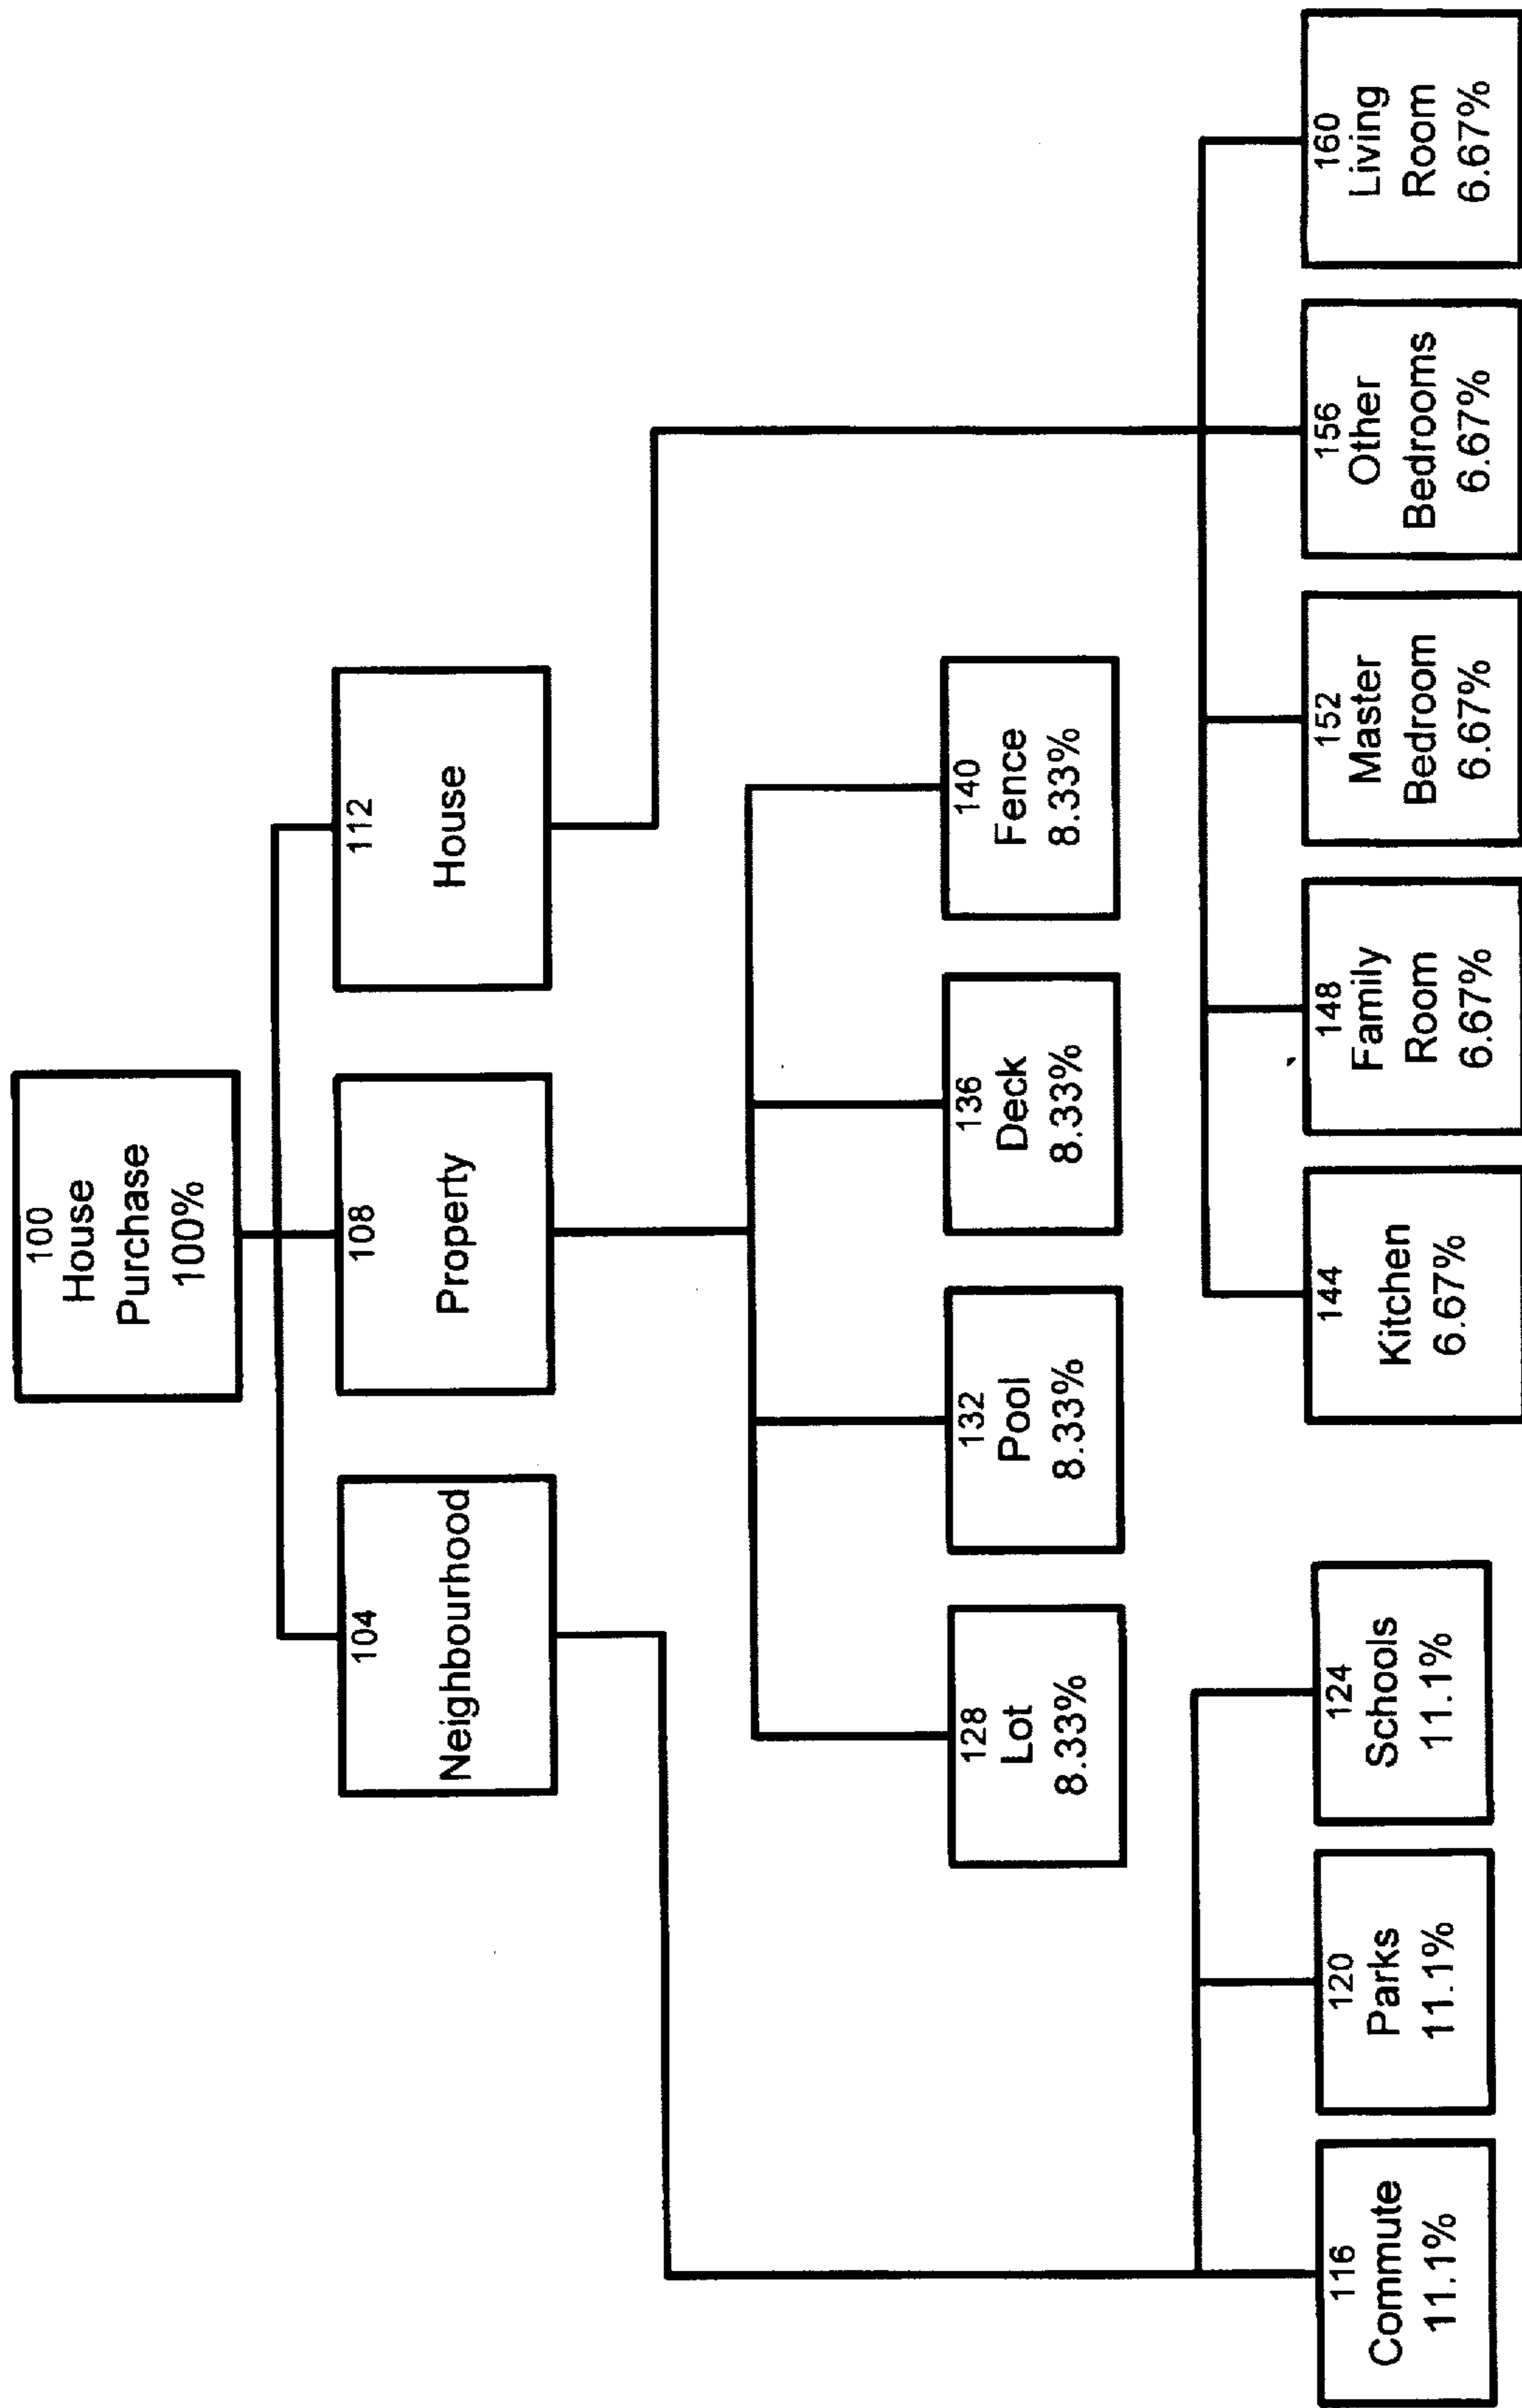 100
House
Purchase
100%
104
Neighbourhood
108
Property
112
House
128
Lot
8.33%
132
Pool
8.33%
136
Deck
8.33%
140
Fence
8.33%
116
Commute
11.1%
120
Parks
11.1%
124
Schools
11.1%
144
Kitchen
6.67%
148
Family
Room
6.67%
152
Master
Bedroom
6.67%
156
Other
Bedrooms
6.67%
160
Living
Room
6.67%